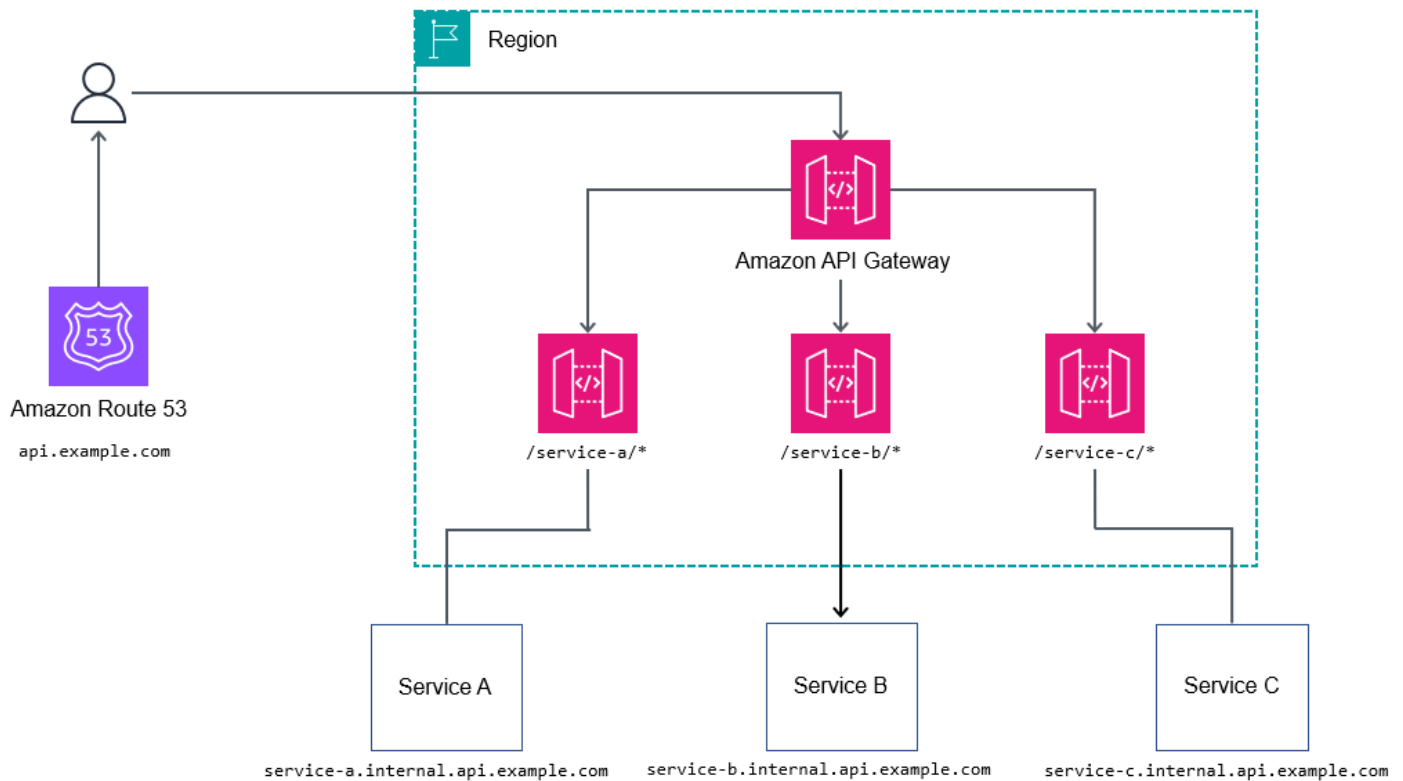 Region
</>
Amazon API Gateway
53
</>
</>
</>
Amazon Route 53
api.example.com
/service-a/*
/service-b/*
/service-c/*
Service A
Service B
Service C
service-a.internal.api.example.com
service-b.internal.api.example.com
service-c.internal.api.example.com